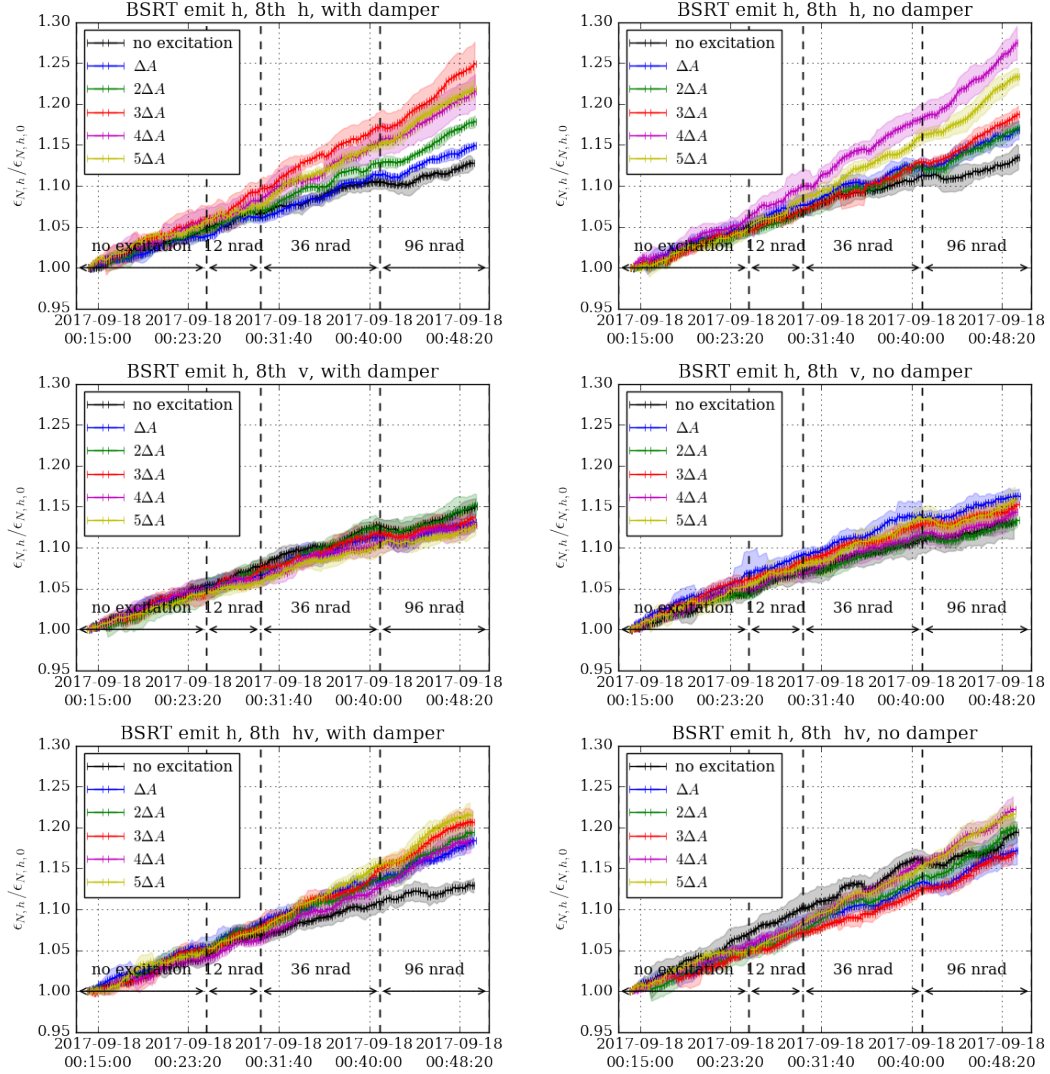 BSRT emit h, 8th h, with damper
1.30
1.25
1.20
1.15
1.10
1.05
1.00
0.95
ϵN,h/ϵN,h,0
no excitation
ΔA
2ΔA
3ΔA
4ΔA
5ΔA
no excitation 12 nrad 36 nrad 96 nrad
2017-09-18 2017-09-18 2017-09-18 2017-09-18 2017-09-18
00:15:00 00:23:20 00:31:40 00:40:00 00:48:20
BSRT emit h, 8th h, no damper
1.30
1.25
1.20
1.15
1.10
1.05
1.00
0.95
ϵN,h/ϵN,h,0
no excitation
ΔA
2ΔA
3ΔA
4ΔA
5ΔA
no excitation 12 nrad 36 nrad 96 nrad
2017-09-18 2017-09-18 2017-09-18 2017-09-18 2017-09-18
00:15:00 00:23:20 00:31:40 00:40:00 00:48:20
BSRT emit h, 8th v, with damper
1.30
1.25
1.20
1.15
1.10
1.05
1.00
0.95
ϵN,h/ϵN,h,0
no excitation
ΔA
2ΔA
3ΔA
4ΔA
5ΔA
no excitation 12 nrad 36 nrad 96 nrad
2017-09-18 2017-09-18 2017-09-18 2017-09-18 2017-09-18
00:15:00 00:23:20 00:31:40 00:40:00 00:48:20
BSRT emit h, 8th v, no damper
1.30
1.25
1.20
1.15
1.10
1.05
1.00
0.95
ϵN,h/ϵN,h,0
no excitation
ΔA
2ΔA
3ΔA
4ΔA
5ΔA
no excitation 12 nrad 36 nrad 96 nrad
2017-09-18 2017-09-18 2017-09-18 2017-09-18 2017-09-18
00:15:00 00:23:20 00:31:40 00:40:00 00:48:20
BSRT emit h, 8th hv, with damper
1.30
1.25
1.20
1.15
1.10
1.05
1.00
0.95
ϵN,h/ϵN,h,0
no excitation
ΔA
2ΔA
3ΔA
4ΔA
5ΔA
no excitation 12 nrad 36 nrad 96 nrad
2017-09-18 2017-09-18 2017-09-18 2017-09-18 2017-09-18
00:15:00 00:23:20 00:31:40 00:40:00 00:48:20
BSRT emit h, 8th hv, no damper
1.30
1.25
1.20
1.15
1.10
1.05
1.00
0.95
ϵN,h/ϵN,h,0
no excitation
ΔA
2ΔA
3ΔA
4ΔA
5ΔA
no excitation 12 nrad 36 nrad 96 nrad
2017-09-18 2017-09-18 2017-09-18 2017-09-18 2017-09-18
00:15:00 00:23:20 00:31:40 00:40:00 00:48:20